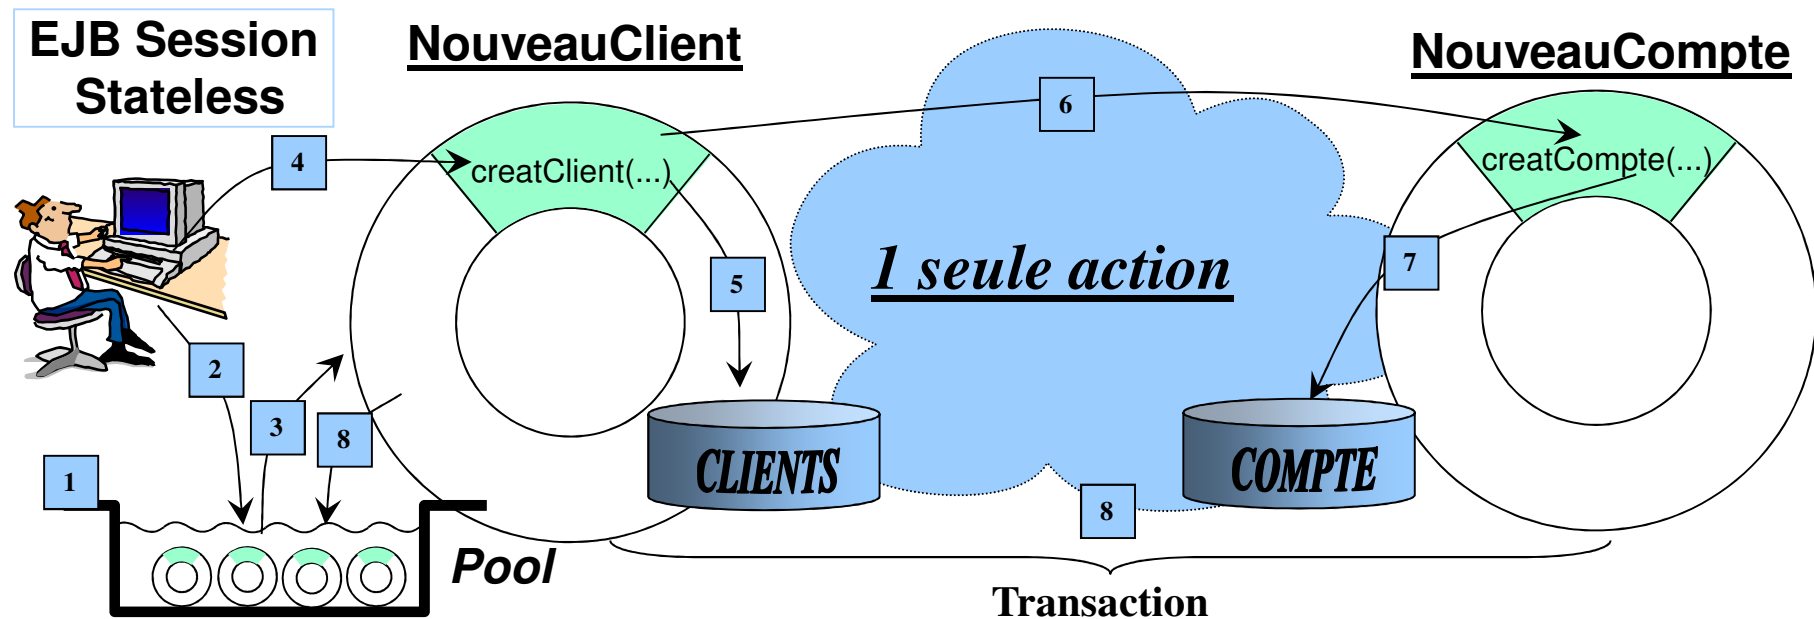 EJB Session
Stateless
NouveauClient
NouveauCompte
6
4
creatClient(...)
creatCompte(...)
1 seule action
7
5
2
3
8
1
CLIENTS
COMPTE
8
Pool
Transaction